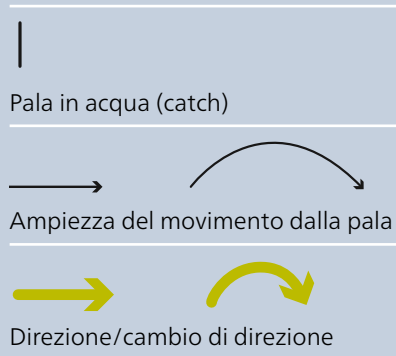 Pala in acqua (catch)
Ampiezza del movimento dalla pala
Direzione/cambio di direzione